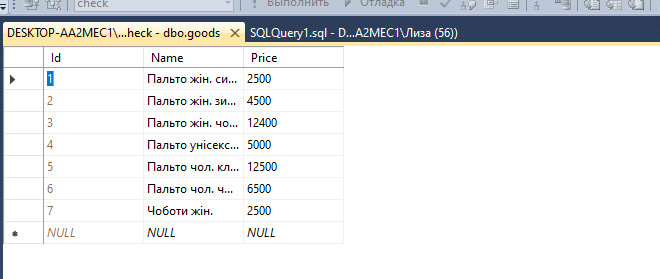 check Выполнить Отладка
DESKTOP-AA2MEC1\...heck - dbo.goods SQLQuery1.sql - D...A2MEC1\Лиза (56))
Id Name Price
1 Пальто жін. си... 2500
2 Пальто жін. зи... 4500
3 Пальто жін. чо... 12400
4 Пальто унісекс... 5000
5 Пальто чол. кл... 12500
6 Пальто чол. ч... 6500
7 Чоботи жін. 2500
NULL NULL NULL